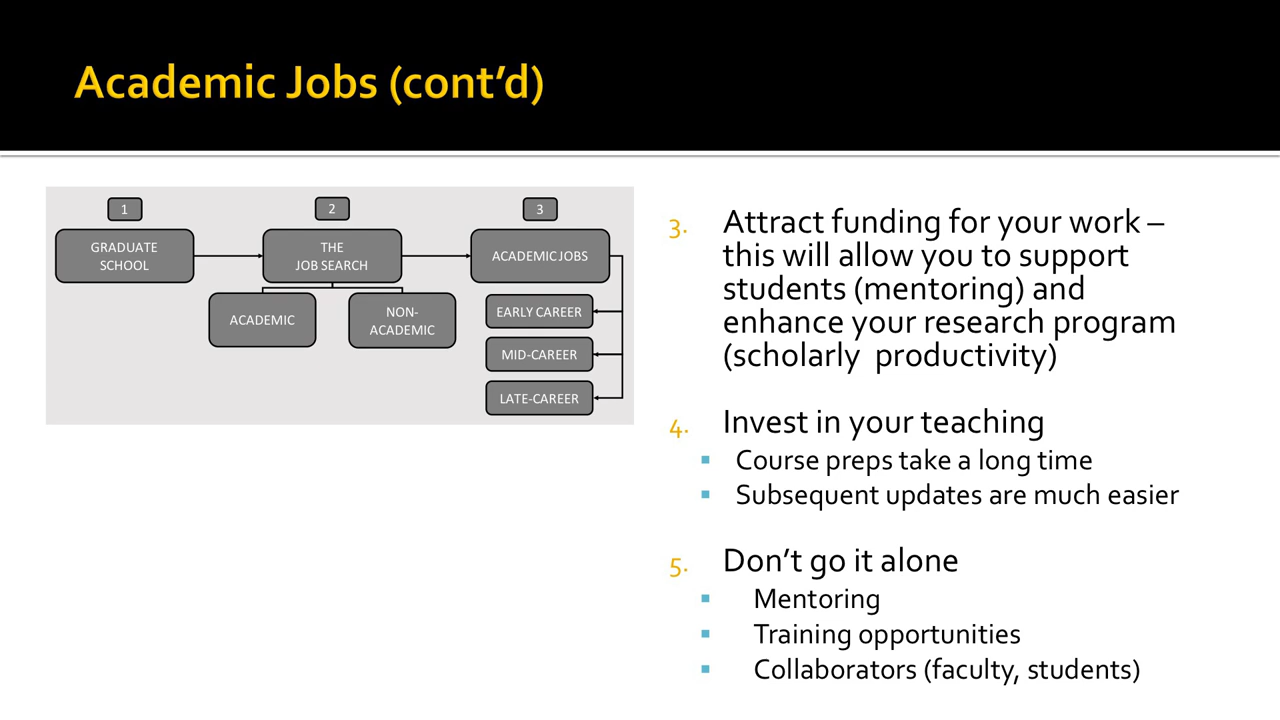 Academic Jobs (cont’d)
1
2
3
GRADUATE
SCHOOL
THE
JOB SEARCH
ACADEMIC JOBS
ACADEMIC
NON-
ACADEMIC
EARLY CAREER
MID-CAREER
LATE-CAREER
3. Attract funding for your work –
this will allow you to support
students (mentoring) and
enhance your research program
(scholarly productivity)
4. Invest in your teaching
▪ Course preps take a long time
▪ Subsequent updates are much easier
5. Don’t go it alone
▪ Mentoring
▪ Training opportunities
▪ Collaborators (faculty, students)